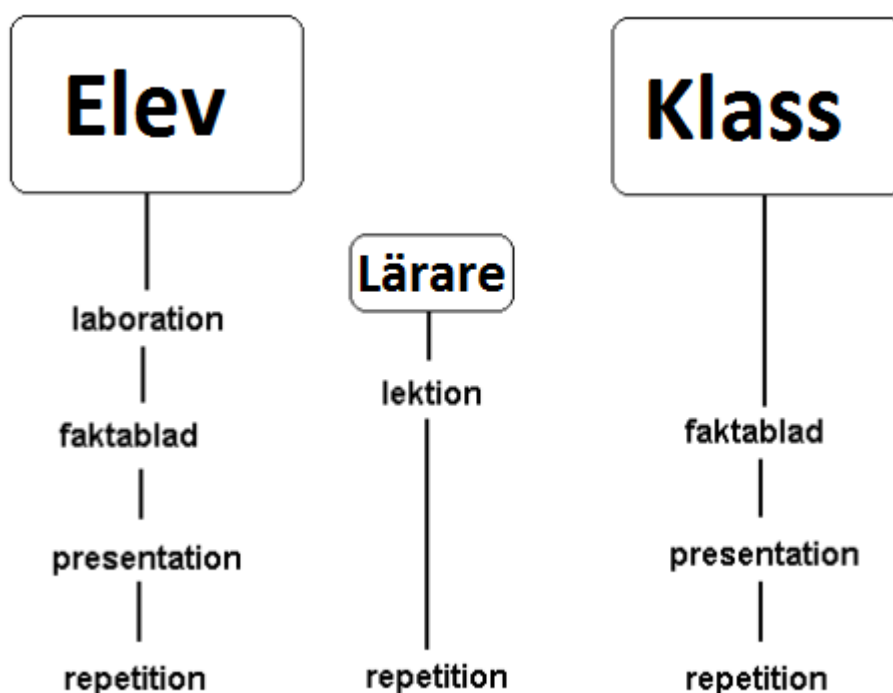 Elev
laboration
faktablad
presentation
repetition
Lärare
lektion
repetition
Klass
faktablad
presentation
repetition